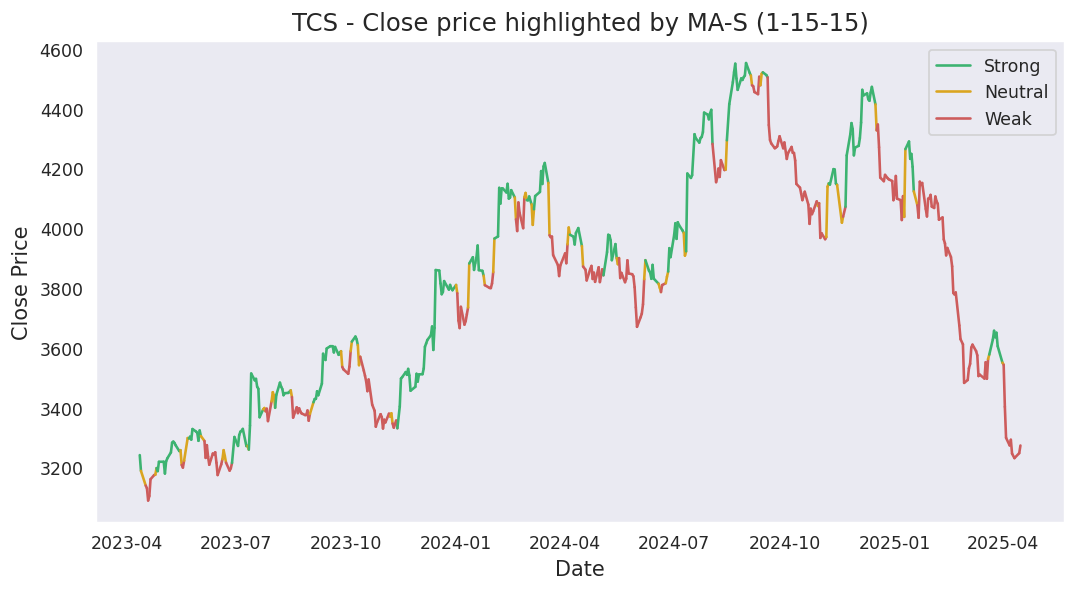 TCS - Close price highlighted by MA-S (1-15-15)
Strong
Neutral
Weak
Close Price
4600
4400
4200
4000
3800
3600
3400
3200
2023-04 2023-07 2023-10 2024-01 2024-04 2024-07 2024-10 2025-01 2025-04
Date